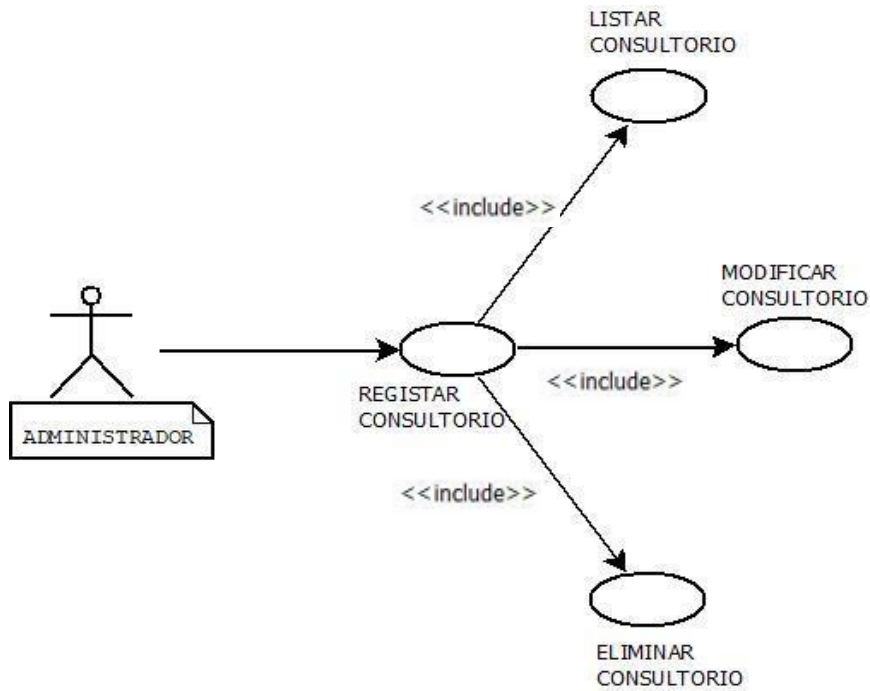 LISTAR
CONSULTORIO
<<include>>
MODIFICAR
CONSULTORIO
<<include>>
REGISTAR
CONSULTORIO
ADMINISTRADOR
<<include>>
ELIMINAR
CONSULTORIO